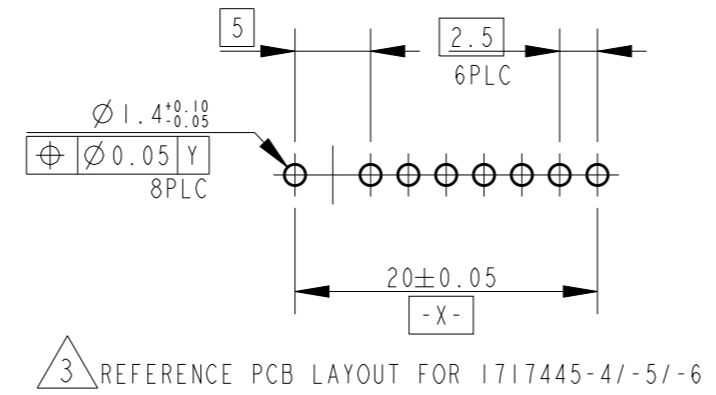 5
2.5
6PLC
Ø1.4+0.10
-0.05
⌖ Ø0.05 Y
8PLC
20±0.05
-X-
3 REFERENCE PCB LAYOUT FOR 1717445-4/-5/-6